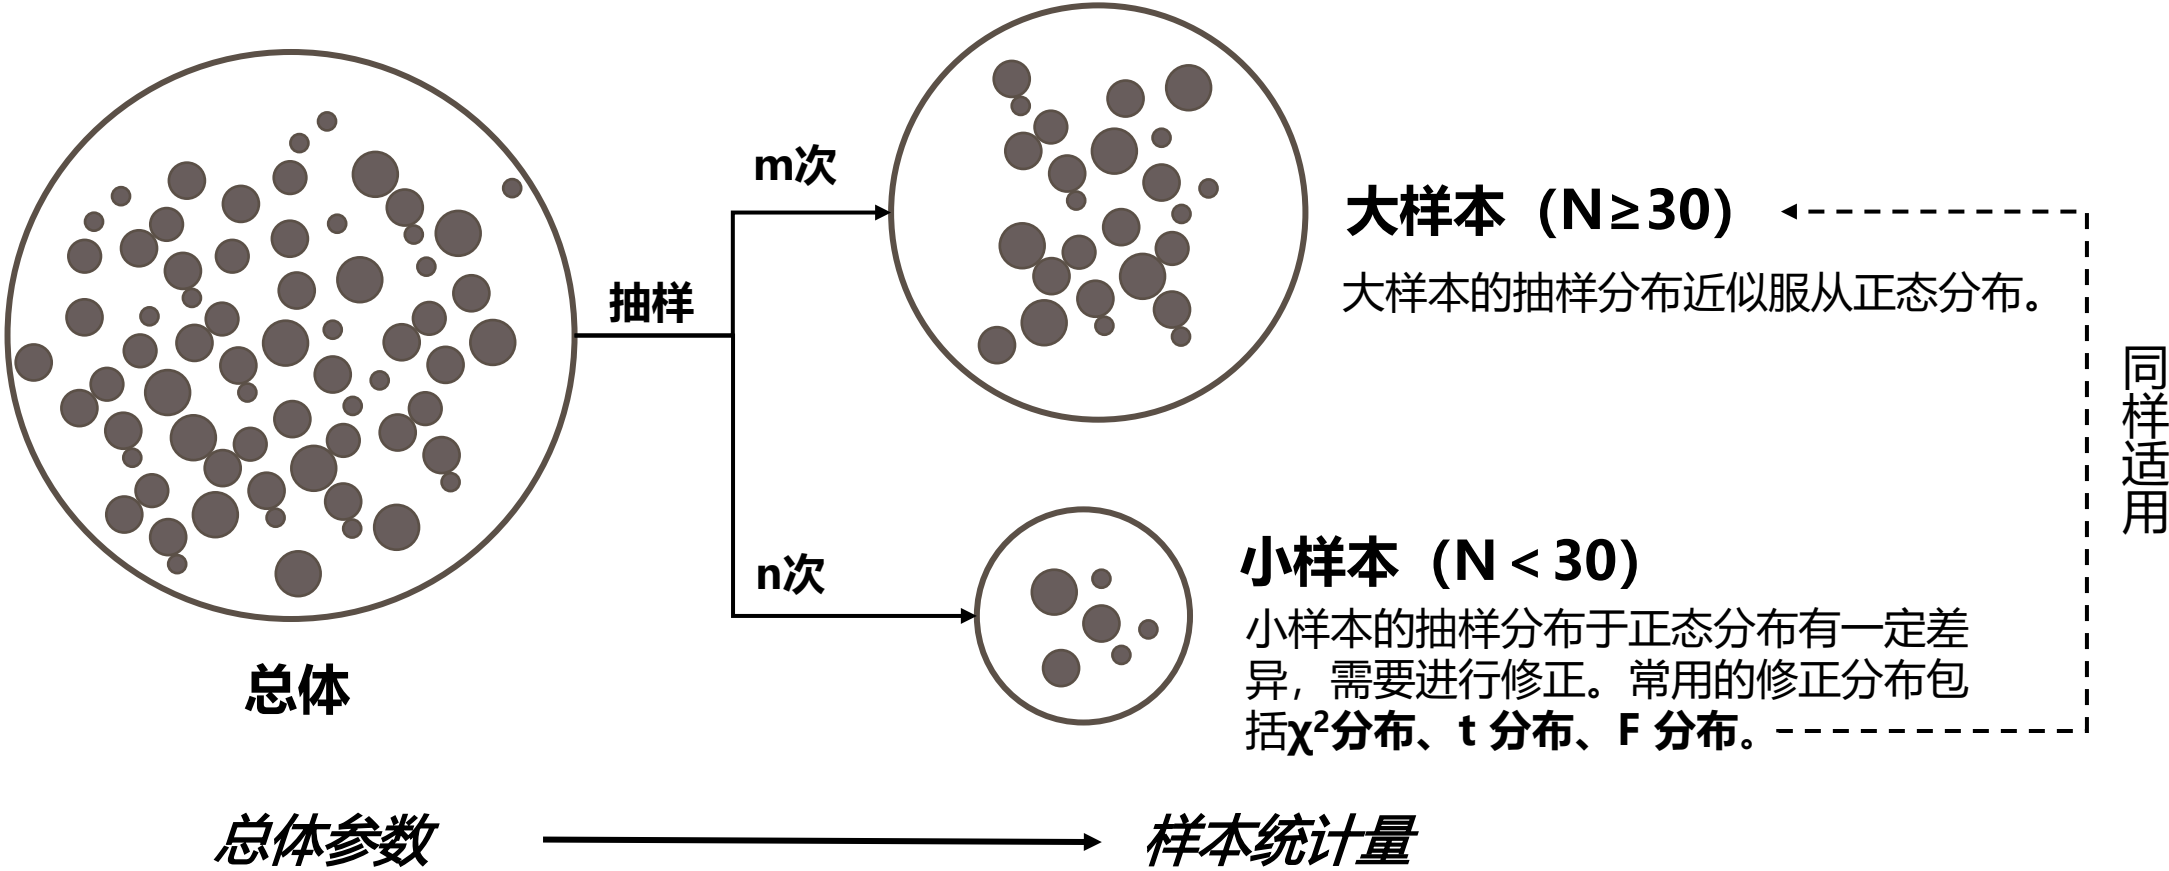 m次
大样本（N≥30）
大样本的抽样分布近似服从正态分布。
抽样
同样适用
n次
小样本（N＜30）
小样本的抽样分布于正态分布有一定差
异，需要进行修正。常用的修正分布包
括χ²分布、t 分布、F 分布。
总体
总体参数
样本统计量